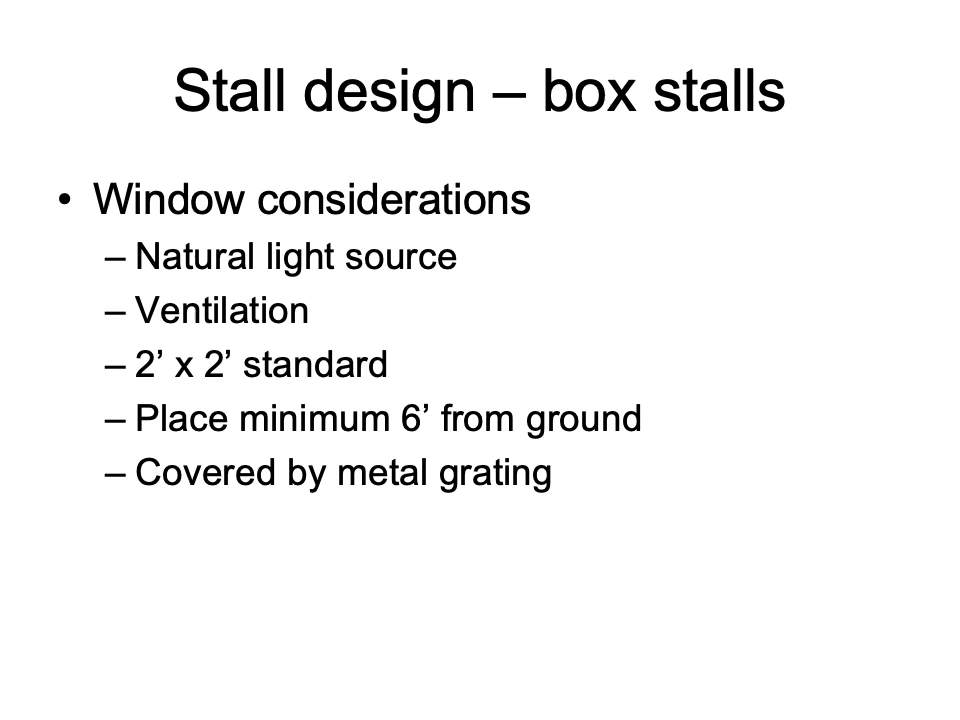 Stall design – box stalls
• Window considerations
– Natural light source
– Ventilation
– 2’ x 2’ standard
– Place minimum 6’ from ground
– Covered by metal grating